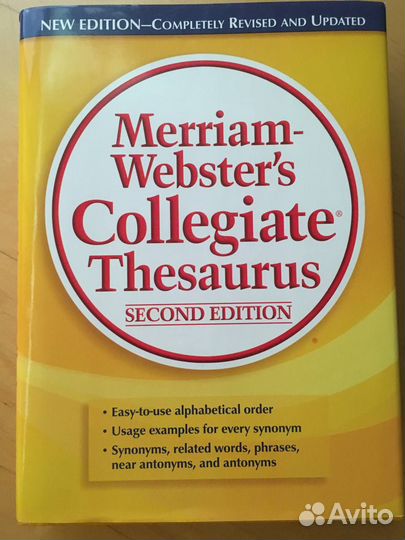 NEW EDITION—COMPLETELY REVISED AND UPDATED
Merriam-
Webster's
Collegiate®
Thesaurus
SECOND EDITION
• Easy-to-use alphabetical order
• Usage examples for every synonym
• Synonyms, related words, phrases,
near antonyms, and antonyms
Avito